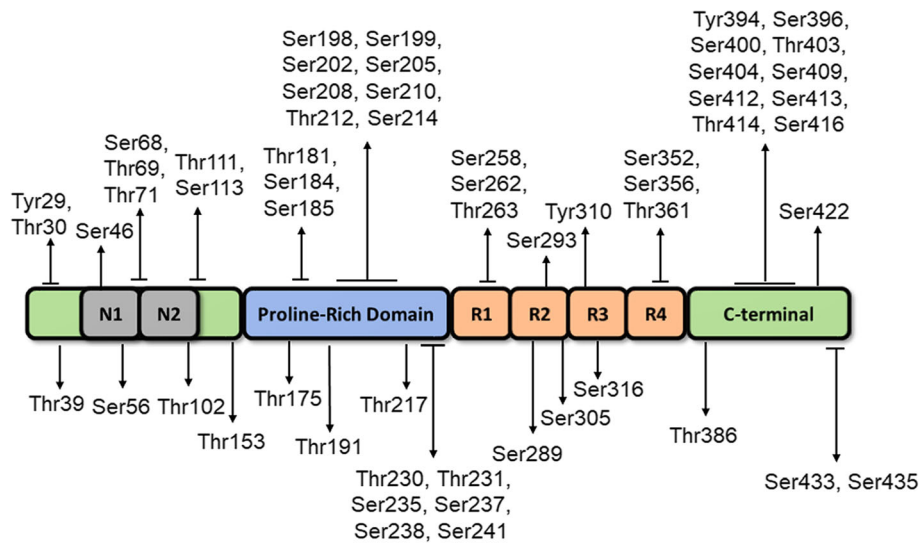 Tyr394, Ser396,
Ser400, Thr403,
Ser404, Ser409,
Ser412, Ser413,
Thr414, Ser416
Ser198, Ser199,
Ser202, Ser205,
Ser208, Ser210,
Thr212, Ser214
Tyr29,
Thr30
Ser46
Ser68,
Thr69,
Thr71
Thr111,
Ser113
Thr181,
Ser184,
Ser185
Ser258,
Ser262,
Thr263
Ser293
Tyr310
Ser352,
Ser356,
Thr361
Ser422
N1
N2
Proline-Rich Domain
R1
R2
R3
R4
C-terminal
Thr39
Ser56
Thr102
Thr153
Thr175
Thr191
Thr217
Thr230, Thr231,
Ser235, Ser237,
Ser238, Ser241
Ser289
Ser305
Ser316
Thr386
Ser433, Ser435